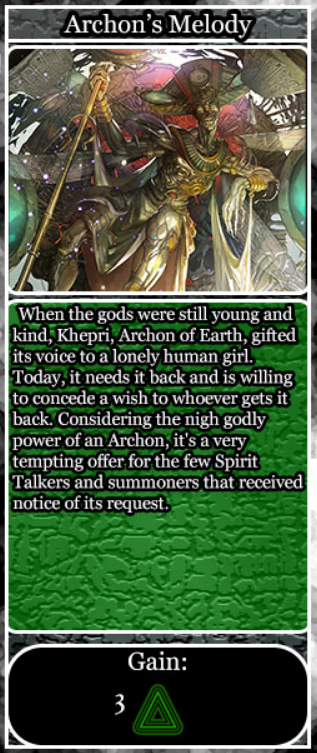 Archon's Melody
When the gods were still young and
kind, Khepri, Archon of Earth, gifted
its voice to a lonely human girl.
Today, it needs it back and is willing
to concede a wish to whoever gets it
back. Considering the nigh godly
power of an Archon, it's a very
tempting offer for the few Spirit
Talkers and summoners that received
notice of its request.
Gain:
3